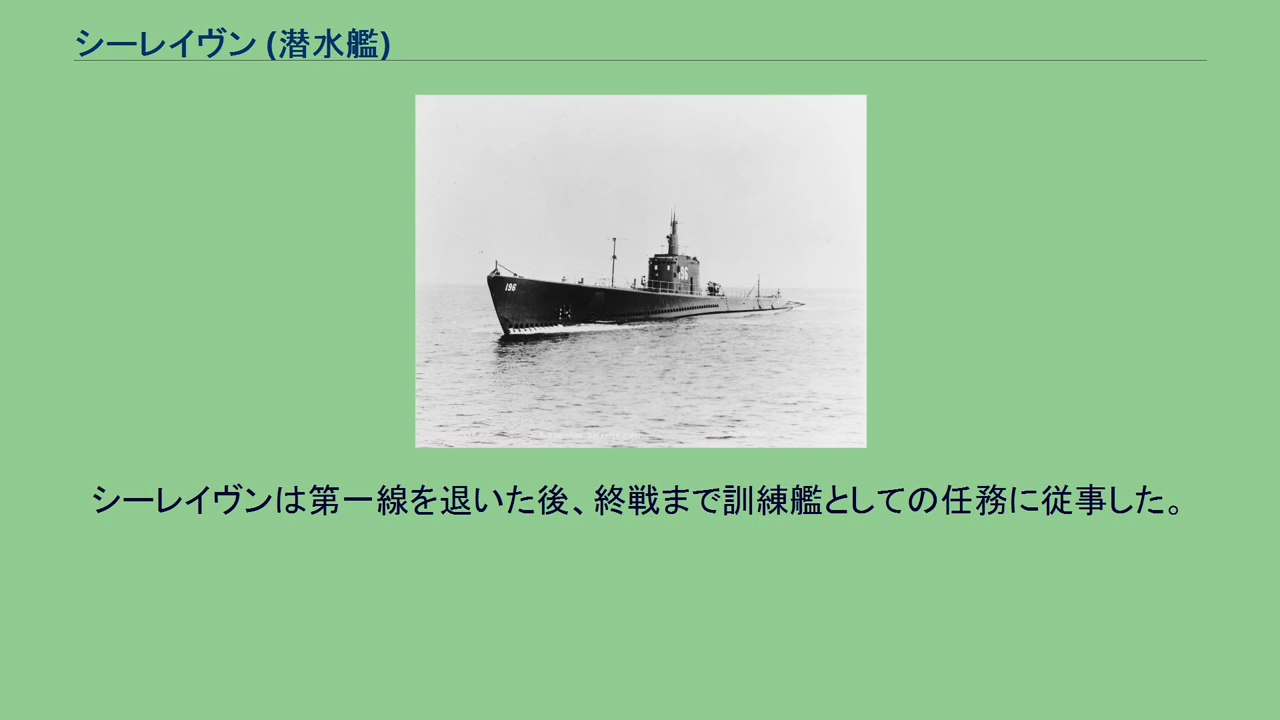 シーレイヴン (潜水艦)
196
196
シーレイヴンは第一線を退いた後、終戦まで訓練艦としての任務に従事した。